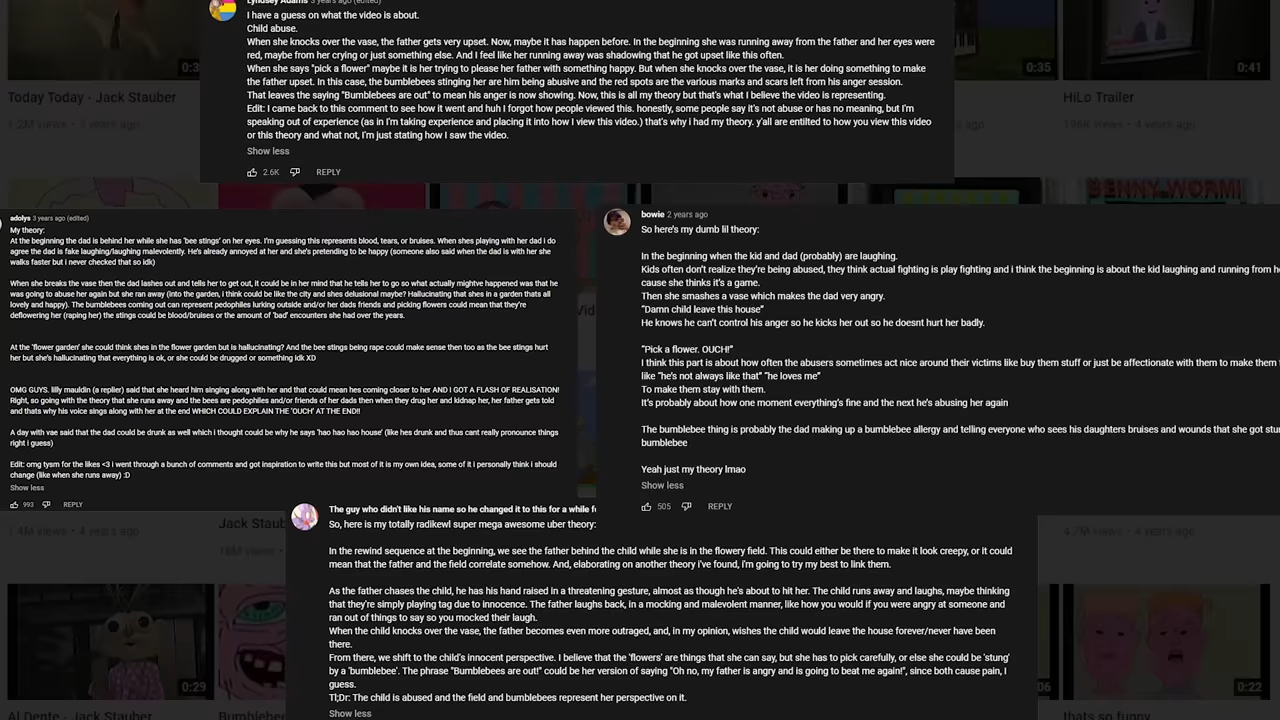 Lyndsey Adams 3 years ago (edited)
I have a guess on what the video is about.
Child abuse.
When she knocks over the vase, the father gets very upset. Now, maybe it has happen before. In the beginning she was running away from the father and her eyes were
red, maybe from her crying or just something else. And I feel like her running away was shadowing that he got upset like this often.
When she says "pick a flower" maybe it is her trying to please her father with something happy. But when she knocks over the vase, it is her doing something to make
the father upset. In this case, the bumblebees stinging her are him being abusive and the red spots are the various marks and scars left from his anger session.
That leaves the saying "Bumblebees are out" to mean his anger is now showing. Now, this is all my theory but that's what I believe the video is representing.
Edit: I came back to this comment to see how it went and huh I forgot how people viewed this. honestly, some people say it's not abuse or has no meaning, but I'm
speaking out of experience (as in I'm taking experience and placing it into how I view this video.) that's why i had my theory. y'all are entilted to how you view this video
or this theory and what not, I'm just stating how I saw the video.
Show less
2.6K REPLY
0:3
0:35
0:41
Today Today - Jack Stauber
1.2M views • 3 years ago
ears ago
HiLo Trailer
196K views • 4 years ago
BENNY WORM!
adolys 3 years ago (edited)
My theory:
At the beginning the dad is behind her while she has 'bee stings' on her eyes. I'm guessing this represents blood, tears, or bruises. When shes playing with her dad i do
agree the dad is fake laughing/laughing malevolently. He's already annoyed at her and she's pretending to be happy (someone also said when the dad is with her she
walks faster but i never checked that so idk)
When she breaks the vase then the dad lashes out and tells her to get out, it could be in her mind that he tells her to go so what actually mightve happened was that he
was going to abuse her again but she ran away (into the garden, i think could be like the city and shes delusional maybe? Hallucinating that shes in a garden thats all
lovely and happy). The bumblebees coming out can represent pedophiles lurking outside and/or her dads friends and picking flowers could mean that they're
deflowering her (raping her) the stings could be blood/bruises or the amount of 'bad' encounters she had over the years.
At the 'flower garden' she could think shes in the flower garden but is hallucinating? And the bee stings being rape could make sense then too as the bee stings hurt
her but she's hallucinating that everything is ok, or she could be drugged or something idk XD
OMG GUYS. lilly mauldin (a replier) said that she heard him singing along with her and that could mean hes coming closer to her AND I GOT A FLASH OF REALISATION!
Right, so going with the theory that she runs away and the bees are pedophiles and/or friends of her dads then when they drug her and kidnap her, her father gets told
and thats why his voice sings along with her at the end WHICH COULD EXPLAIN THE 'OUCH' AT THE END!!
A day with vae said that the dad could be drunk as well which i thought could be why he says 'hao hao hao house' (like hes drunk and thus cant really pronounce things
right i guess)
Edit: omg tysm for the likes <3 i went through a bunch of comments and got inspiration to write this but most of it is my own idea, some of it i personally think i should
change (like when she runs away) :D
Show less
993 REPLY
bowie 2 years ago
So here's my dumb lil theory:
In the beginning when the kid and dad (probably) are laughing.
Kids often don't realize they're being abused, they think actual fighting is play fighting and i think the beginning is about the kid laughing and running from h
cause she thinks it's a game.
Then she smashes a vase which makes the dad very angry.
"Damn child leave this house"
He knows he can't control his anger so he kicks her out so he doesnt hurt her badly.
"Pick a flower. OUCH!"
I think this part is about how often the abusers sometimes act nice around their victims like buy them stuff or just be affectionate with them to make them
like "he's not always like that" "he loves me"
To make them stay with them.
It's probably about how one moment everything's fine and the next he's abusing her again
The bumblebee thing is probably the dad making up a bumblebee allergy and telling everyone who sees his daughters bruises and wounds that she got stu
bumblebee
Yeah just my theory lmao
Show less
505 REPLY
Vid
The guy who didn't like his name so he changed it to this for a while f
So, here is my totally radikewl super mega awesome uber theory:
In the rewind sequence at the beginning, we see the father behind the child while she is in the flowery field. This could either be there to make it look creepy, or it could
mean that the father and the field correlate somehow. And, elaborating on another theory i've found, I'm going to try my best to link them.
As the father chases the child, he has his hand raised in a threatening gesture, almost as though he's about to hit her. The child runs away and laughs, maybe thinking
that they're simply playing tag due to innocence. The father laughs back, in a mocking and malevolent manner, like how you would if you were angry at someone and
ran out of things to say so you mocked their laugh.
When the child knocks over the vase, the father becomes even more outraged, and, in my opinion, wishes the child would leave the house forever/never have been
there.
From there, we shift to the child's innocent perspective. I believe that the 'flowers' are things that she can say, but she has to pick carefully, or else she could be 'stung'
by a 'bumblebee'. The phrase "Bumblebees are out!" could be her version of saying "Oh no, my father is angry and is going to beat me again!", since both cause pain, I
guess.
Tl;Dr: The child is abused and the field and bumblebees represent her perspective on it.
Show less
1.4M views • 4 years ago
Jack Staub
18M views •
4.7M views • 4 years ago
0:29
:06
0:22
Al Dente - Jack Stauber
Bumblebee
thats so funny